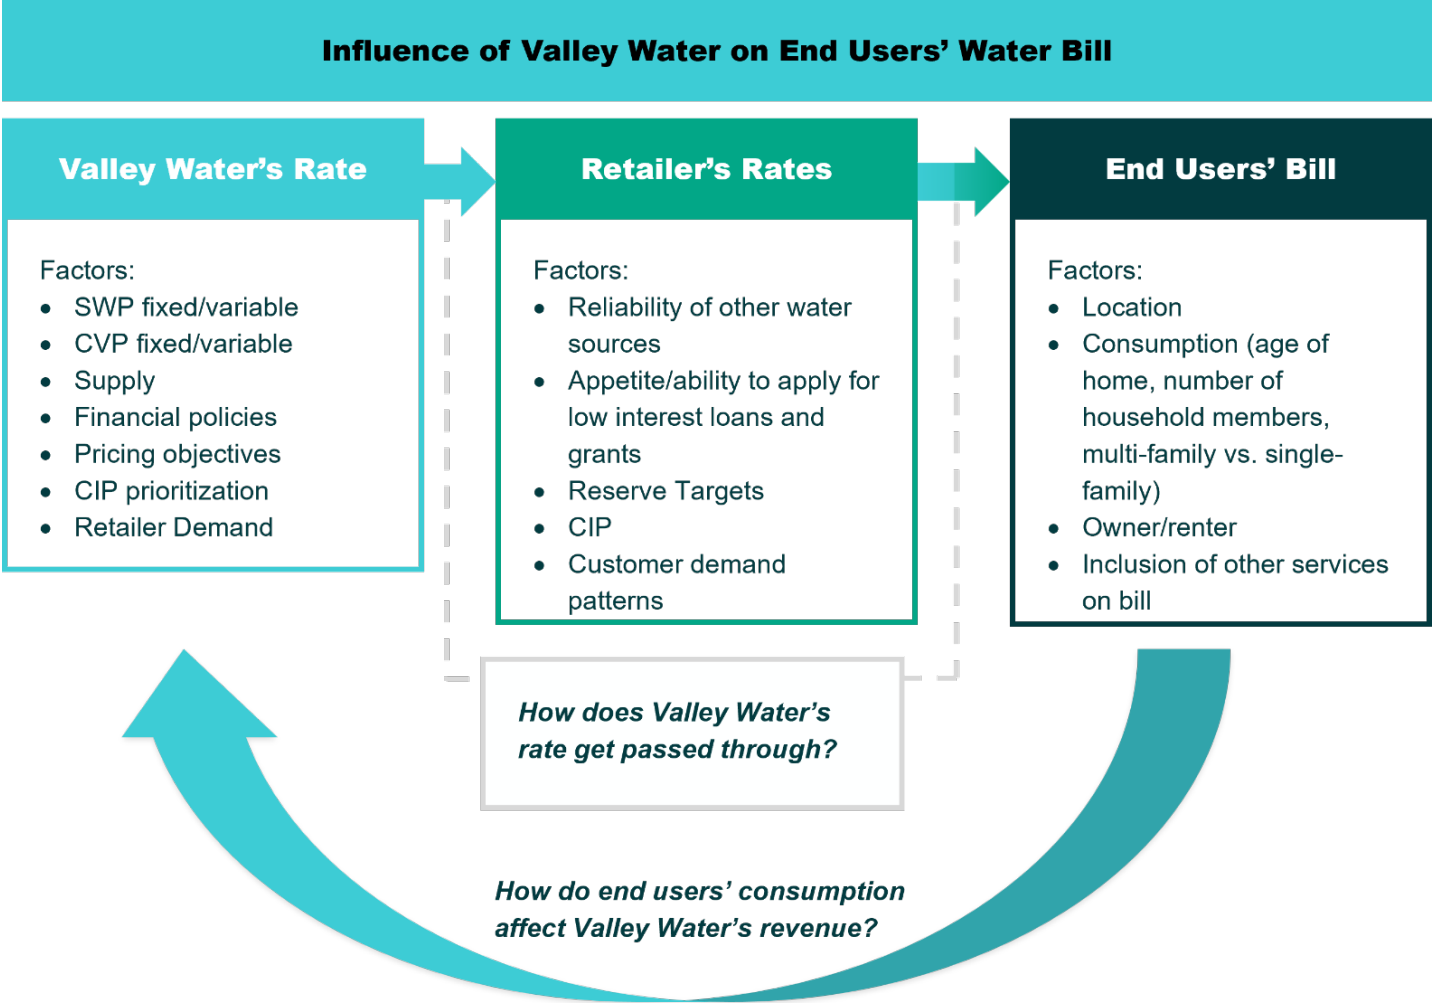 Influence of Valley Water on End Users’ Water Bill
Valley Water’s Rate
Factors:
• SWP fixed/variable
• CVP fixed/variable
• Supply
• Financial policies
• Pricing objectives
• CIP prioritization
• Retailer Demand
Retailer’s Rates
Factors:
• Reliability of other water
sources
• Appetite/ability to apply for
low interest loans and
grants
• Reserve Targets
• CIP
• Customer demand
patterns
End Users’ Bill
Factors:
• Location
• Consumption (age of
home, number of
household members,
multi-family vs. single-
family)
• Owner/renter
• Inclusion of other services
on bill
How does Valley Water’s
rate get passed through?
How do end users’ consumption
affect Valley Water’s revenue?